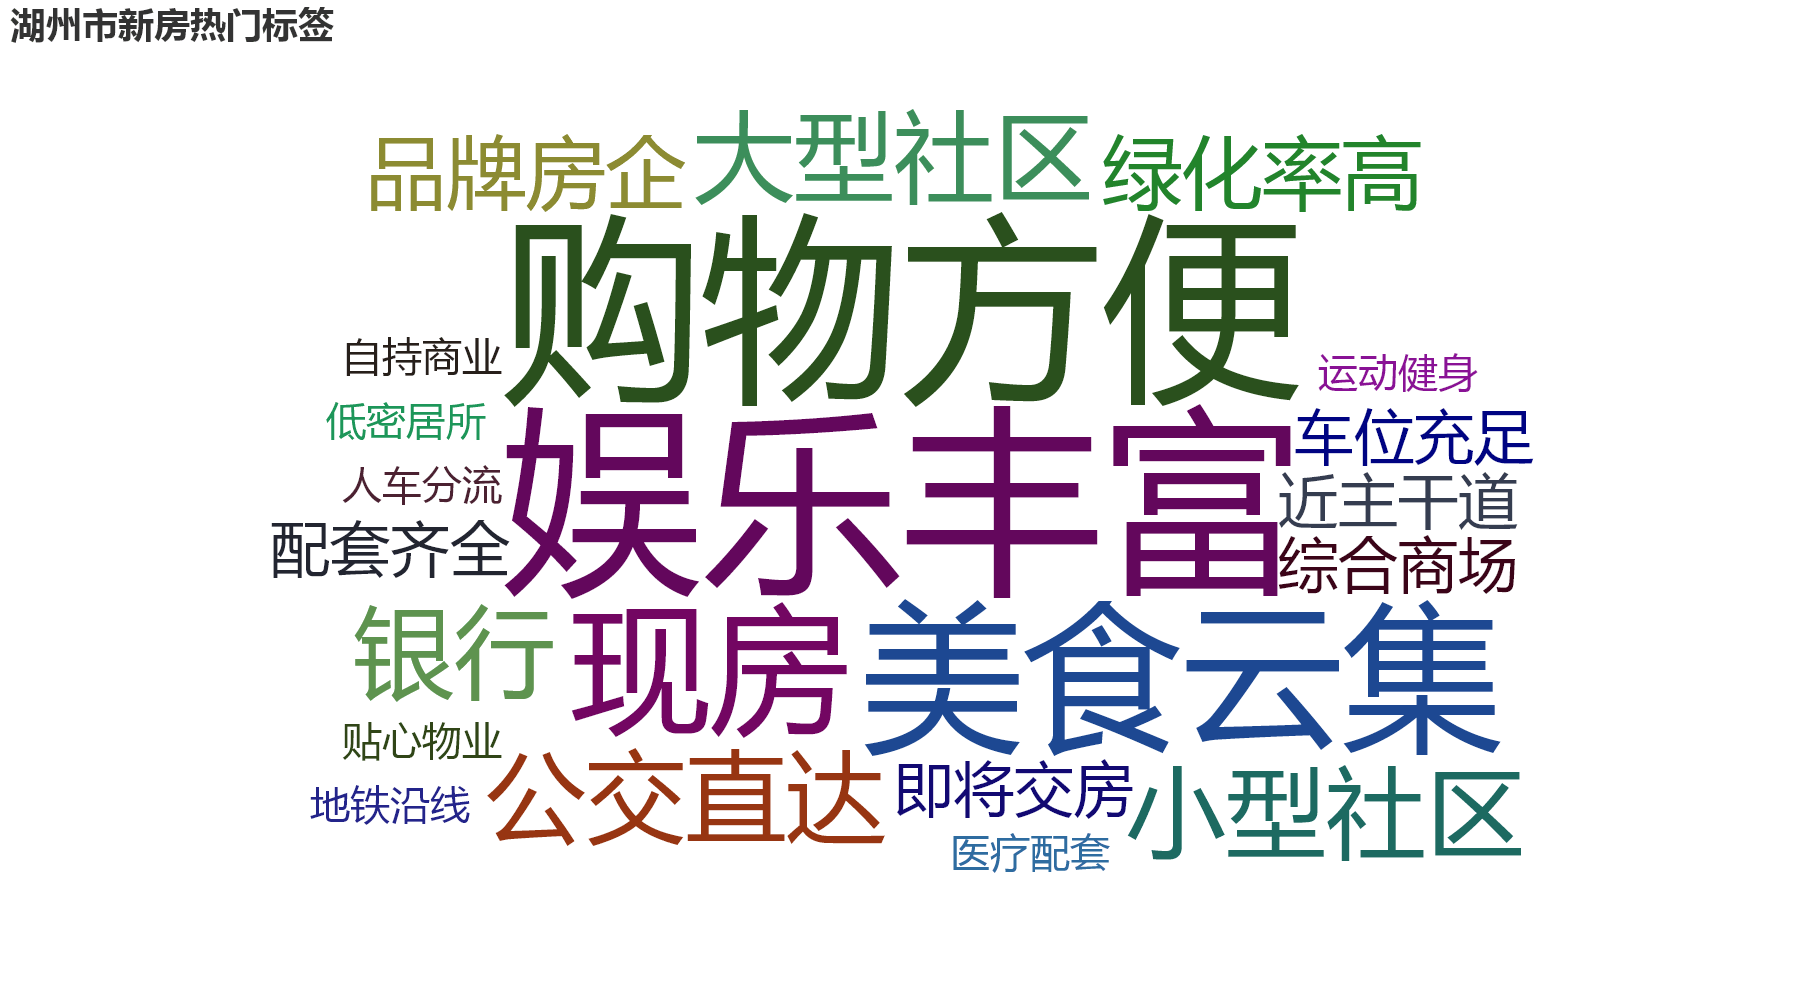 湖州市新房热门标签
品牌房企
大型社区
绿化率高
购物方便
自持商业
运动健身
低密居所
娱乐丰富
车位充足
人车分流
近主干道
配套齐全
综合商场
银行
现房
美食云集
贴心物业
地铁沿线
公交直达
即将交房
小型社区
医疗配套